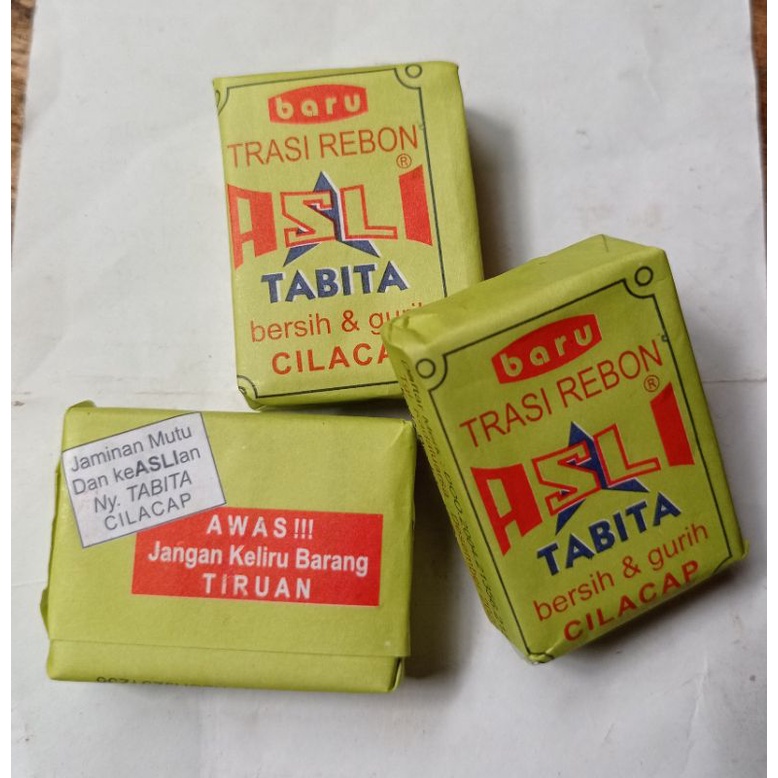 baru
TRASI REBON
ASLI ®
TABITA
bersih & gurih
CILACAP
baru
TRASI REBON
ASLI ®
TABITA
bersih & gurih
CILACAP
Jaminan Mutu
Dan keASLIan
Ny. TABITA
CILACAP
AWAS!!!
Jangan Keliru Barang
TIRUAN